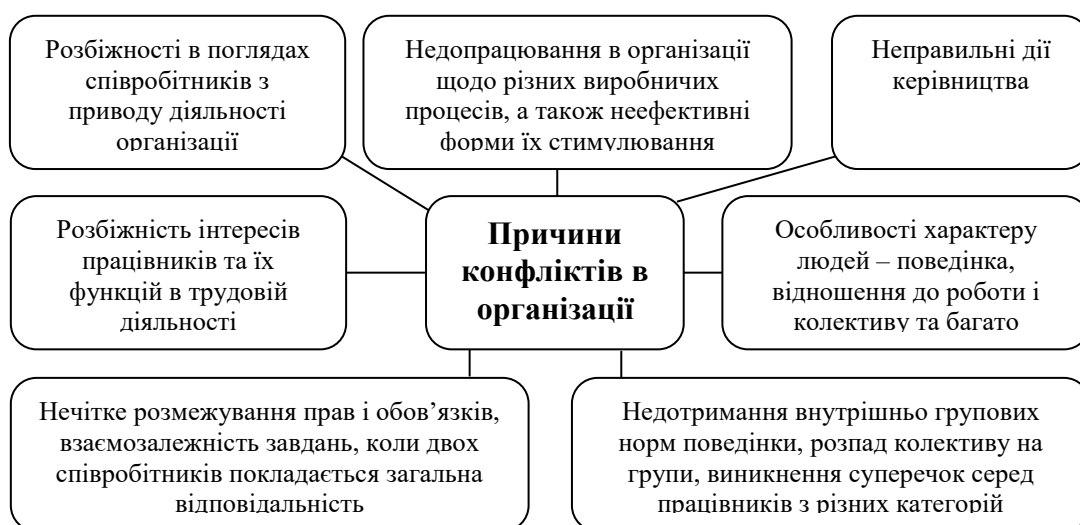 Розбіжності в поглядах
співробітників з
приводу діяльності
організації
Недопрацювання в організації
щодо різних виробничих
процесів, а також неефективні
форми їх стимулювання
Неправильні дії
керівництва
Розбіжність інтересів
працівників та їх
функцій в трудовій
діяльності
Причини
конфліктів в
організації
Особливості характеру
людей – поведінка,
відношення до роботи і
колективу та багато
Нечітке розмежування прав і обов’язків,
взаємозалежність завдань, коли двох
співробітників покладається загальна
відповідальність
Недотримання внутрішньо групових
норм поведінки, розпад колективу на
групи, виникнення суперечок серед
працівників з різних категорій